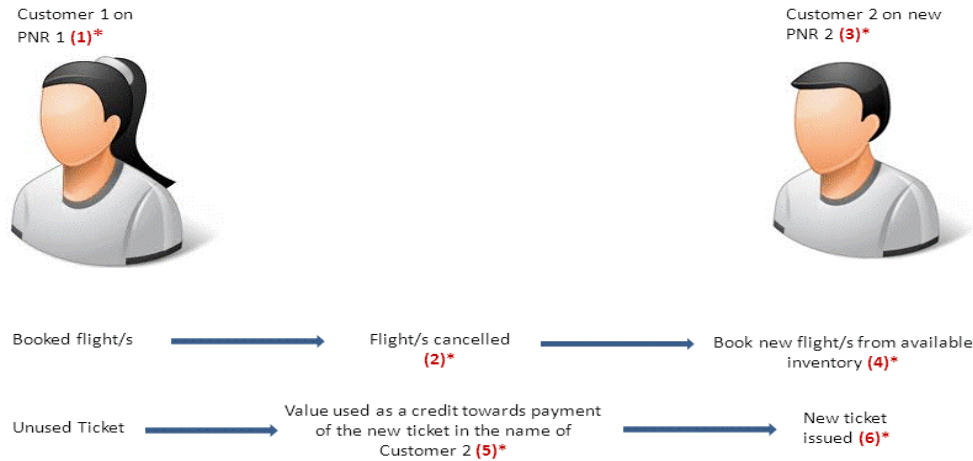 Customer 1 on
PNR 1 (1)*
Customer 2 on new
PNR 2 (3)*
Booked flight/s
Flight/s cancelled
(2)*
Book new flight/s from available
inventory (4)*
Unused Ticket
Value used as a credit towards payment
of the new ticket in the name of
Customer 2 (5)*
New ticket
issued (6)*